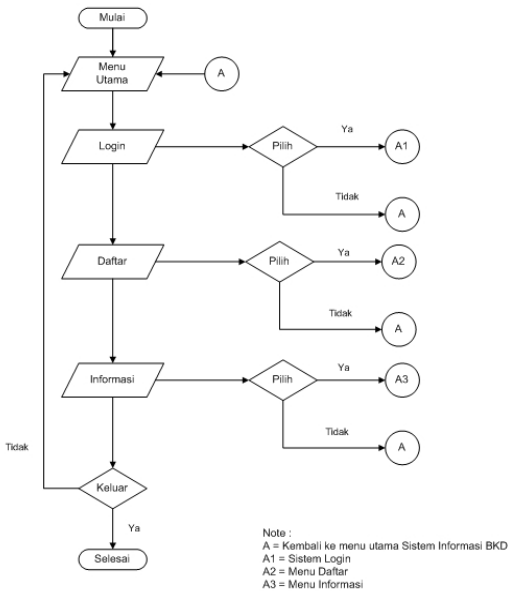 Mulai
Menu
Utama
A
Login
Pilih
Ya
A1
Tidak
A
Daftar
Pilih
Ya
A2
Tidak
A
Informasi
Pilih
Ya
A3
Tidak
A
Tidak
Keluar
Ya
Selesai
Note :
A = Kembali ke menu utama Sistem Informasi BKD
A1 = Sistem Login
A2 = Menu Daftar
A3 = Menu Informasi